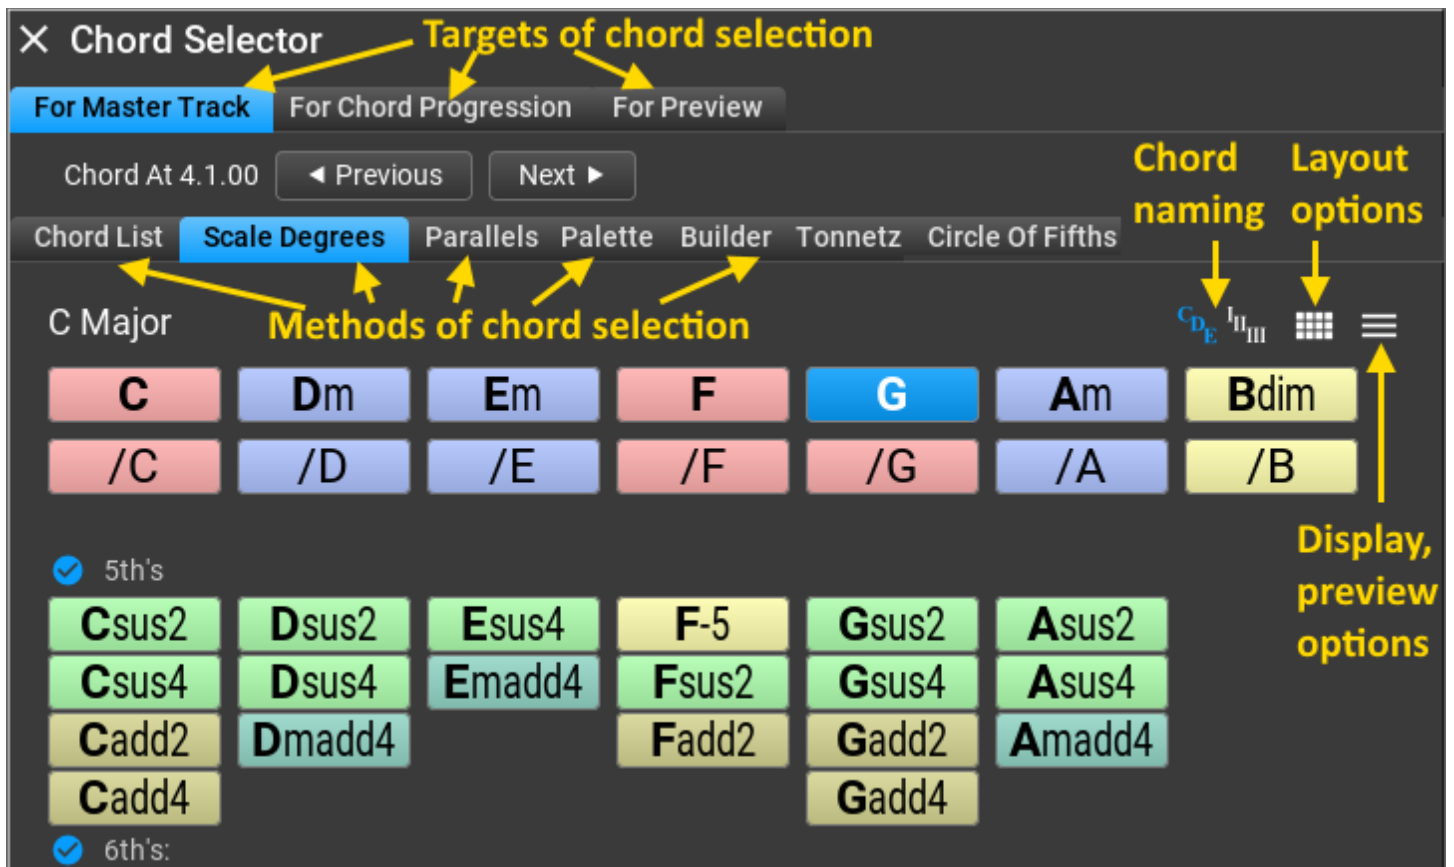 Chord Selector
Targets of chord selection
For Master Track For Chord Progression For Preview
Chord At 4.1.00 ◄ Previous Next ►
Chord naming
Layout options
Chord List Scale Degrees Parallels Palette Builder Tonnetz Circle Of Fifths
C Major
Methods of chord selection
CDE IIIIII
C Dm Em F G Am Bdim
/C /D /E /F /G /A /B
Display,
preview
options
5th's
Csus2 Dsus2 Esus4 F-5 Gsus2 Asus2
Csus4 Dsus4 Emadd4 Fsus2 Gsus4 Asus4
Cadd2 Dmadd4 Fadd2 Gadd2 Amadd4
Cadd4 Gadd4
6th's: